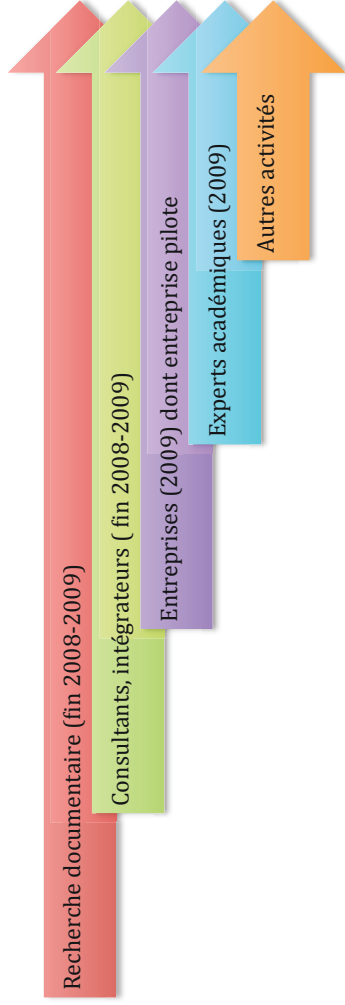 Recherche documentaire (fin 2008-2009)
Consultants, intégrateurs ( fin 2008-2009)
Entreprises (2009) dont entreprise pilote
Experts académiques (2009)
Autres activités